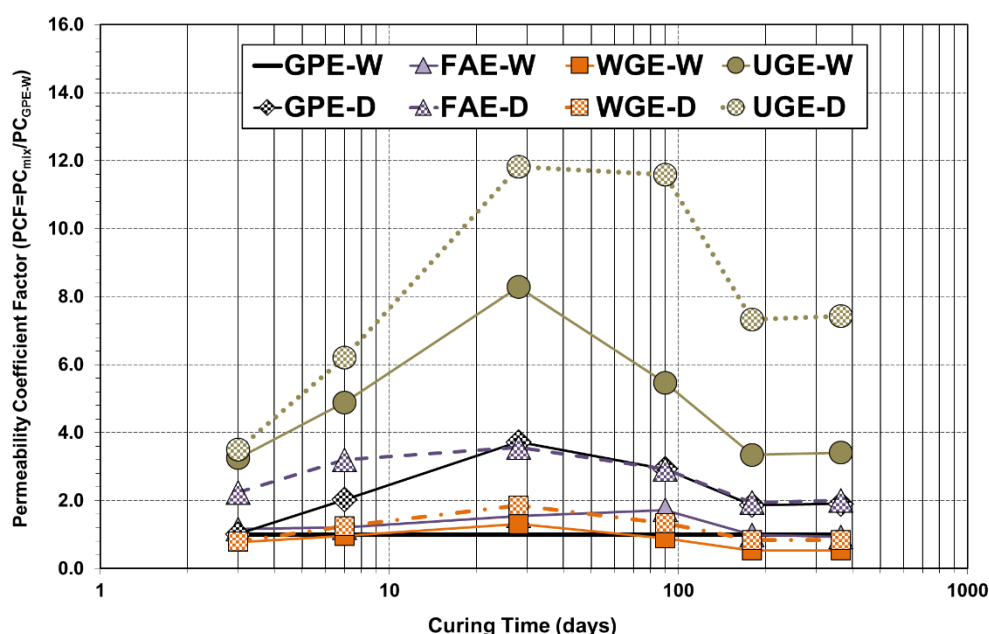 16.0
14.0
12.0
10.0
8.0
6.0
4.0
2.0
0.0
Permeability Coefficient Factor (PCF=PCmix/PCGPE-W)
GPE-W FAE-W WGE-W UGE-W
GPE-D FAE-D WGE-D UGE-D
1 10 100 1000
Curing Time (days)